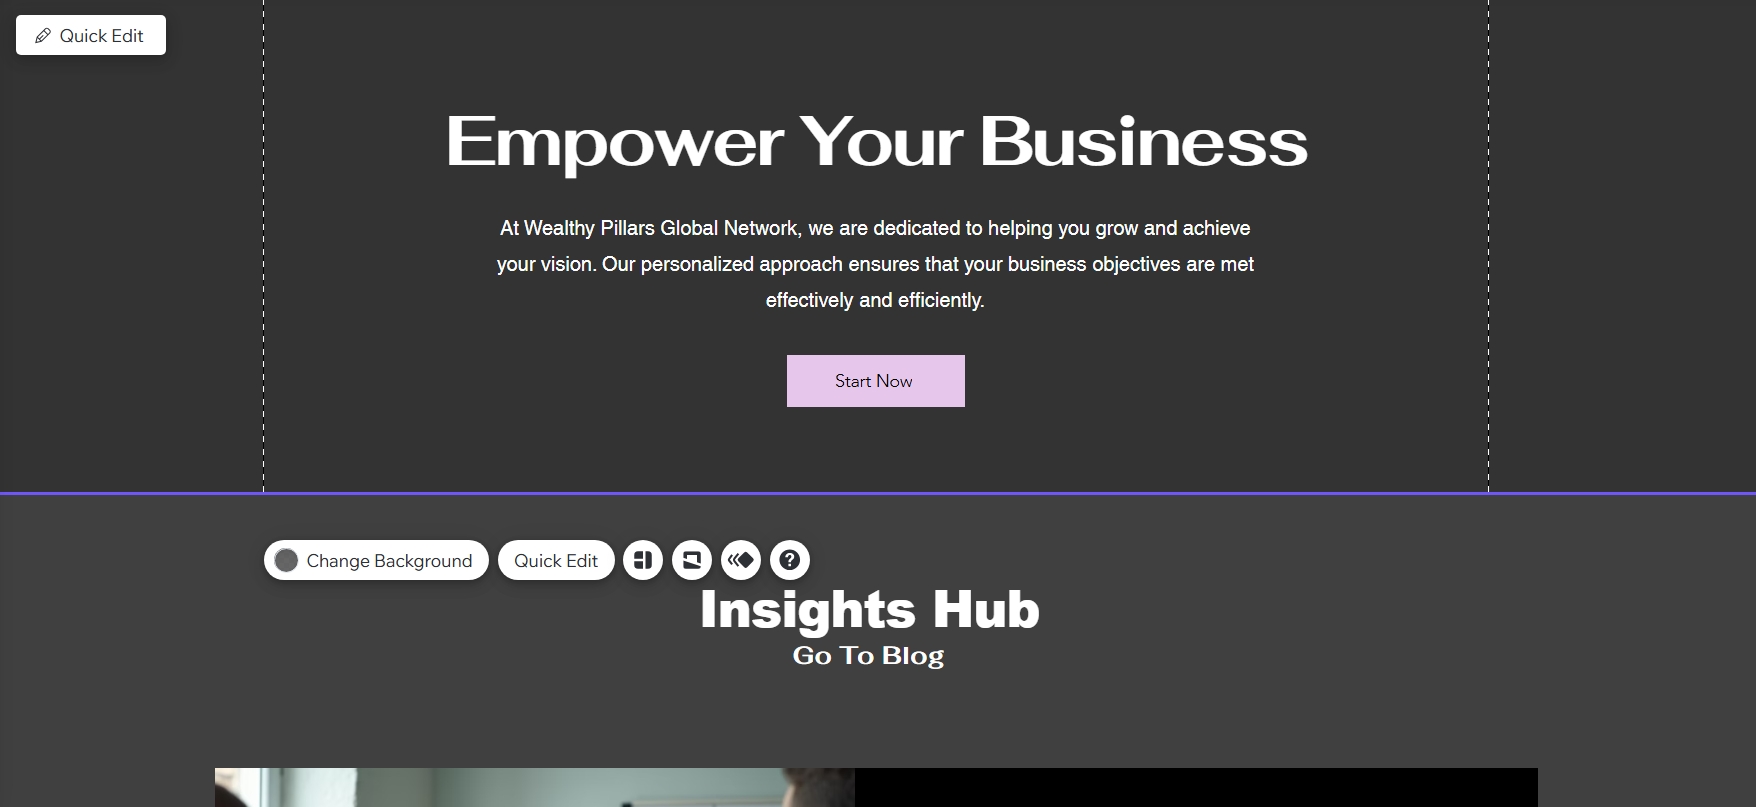 Quick Edit
Empower Your Business
At Wealthy Pillars Global Network, we are dedicated to helping you grow and achieve
your vision. Our personalized approach ensures that your business objectives are met
effectively and efficiently.
Start Now
Change Background
Quick Edit
?
Insights Hub
Go To Blog